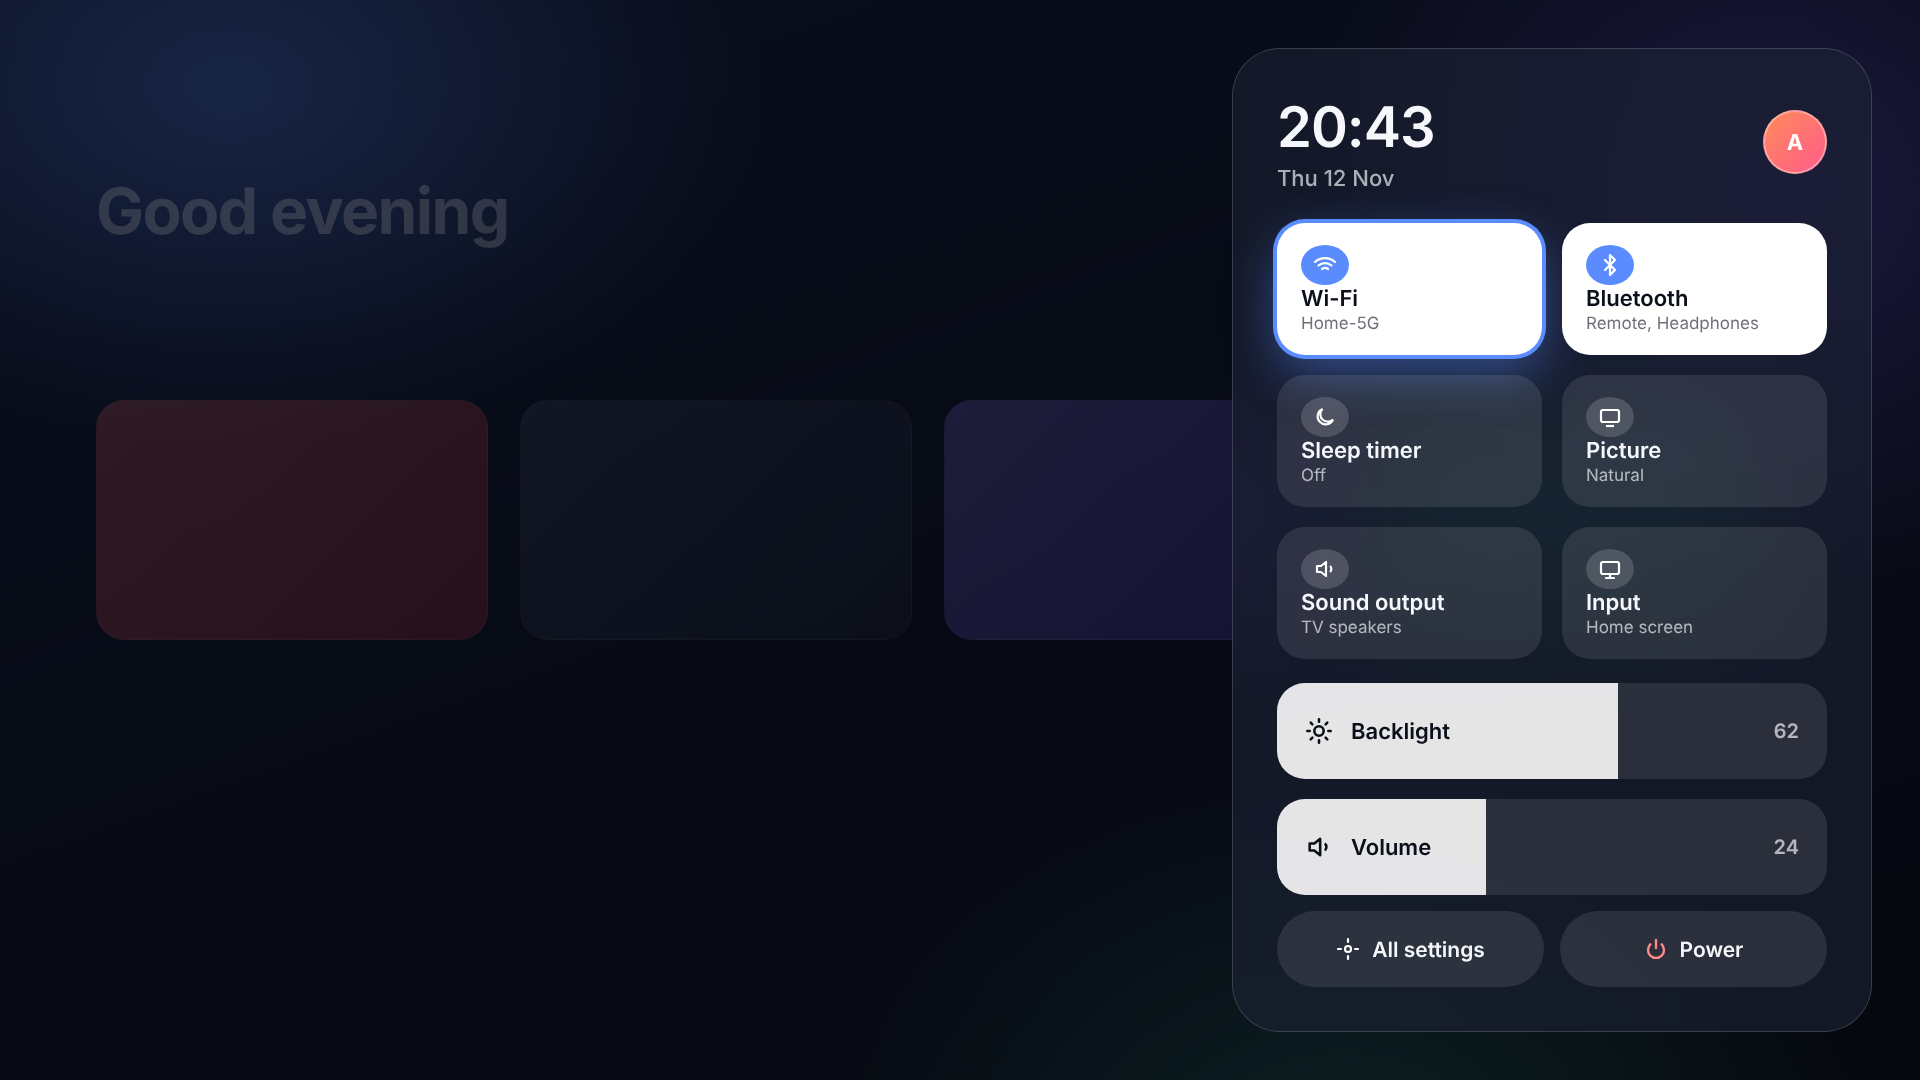 Good evening
20:43
Thu 12 Nov
A
Wi-Fi
Home-5G
Bluetooth
Remote, Headphones
Sleep timer
Off
Picture
Natural
Sound output
TV speakers
Input
Home screen
Backlight
62
Volume
24
All settings
Power